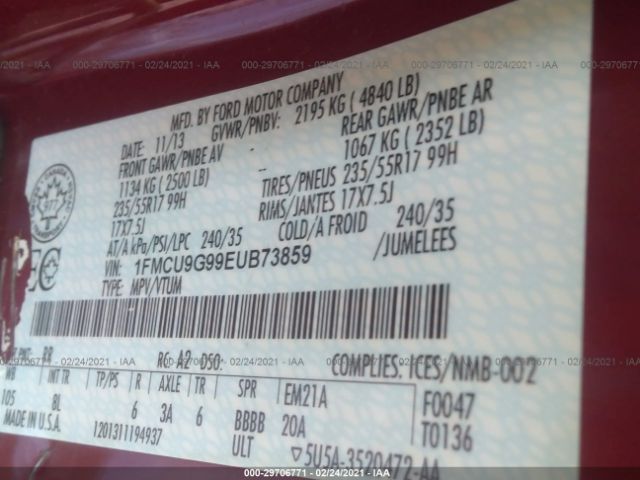 000-29706771 - 02/24/2021 - IAA
MFD. BY FORD MOTOR COMPANY
DATE: 11/13 GVWR/PNBV: 2195 KG ( 4840 LB)
FRONT GAWR/PNBE AV REAR GAWR/PNBE AR
1134 KG ( 2500 LB) 1067 KG ( 2352 LB)
235/55R17 99H TIRES/PNEUS 235/55R17 99H
17X7.5J RIMS/JANTES 17X7.5J
AT/A kPa/PSI/LPC 240/35 COLD/A FROID 240/35
VIN: 1FMCU9G99EUB73859 /JUMELEES
TYPE: MPV/VTUM
RR RC: A2 DSO: COMPLIES: ICES/NMB-002
WB INT TR TP/PS R AXLE TR SPR EM21A F0047
105 BL 6 3A 6 BBBB 20A T0136
MADE IN U.S.A. 1201311194937 ULT 5U5A-3520472-AA
000-29706771 - 02/24/2021 - IAA